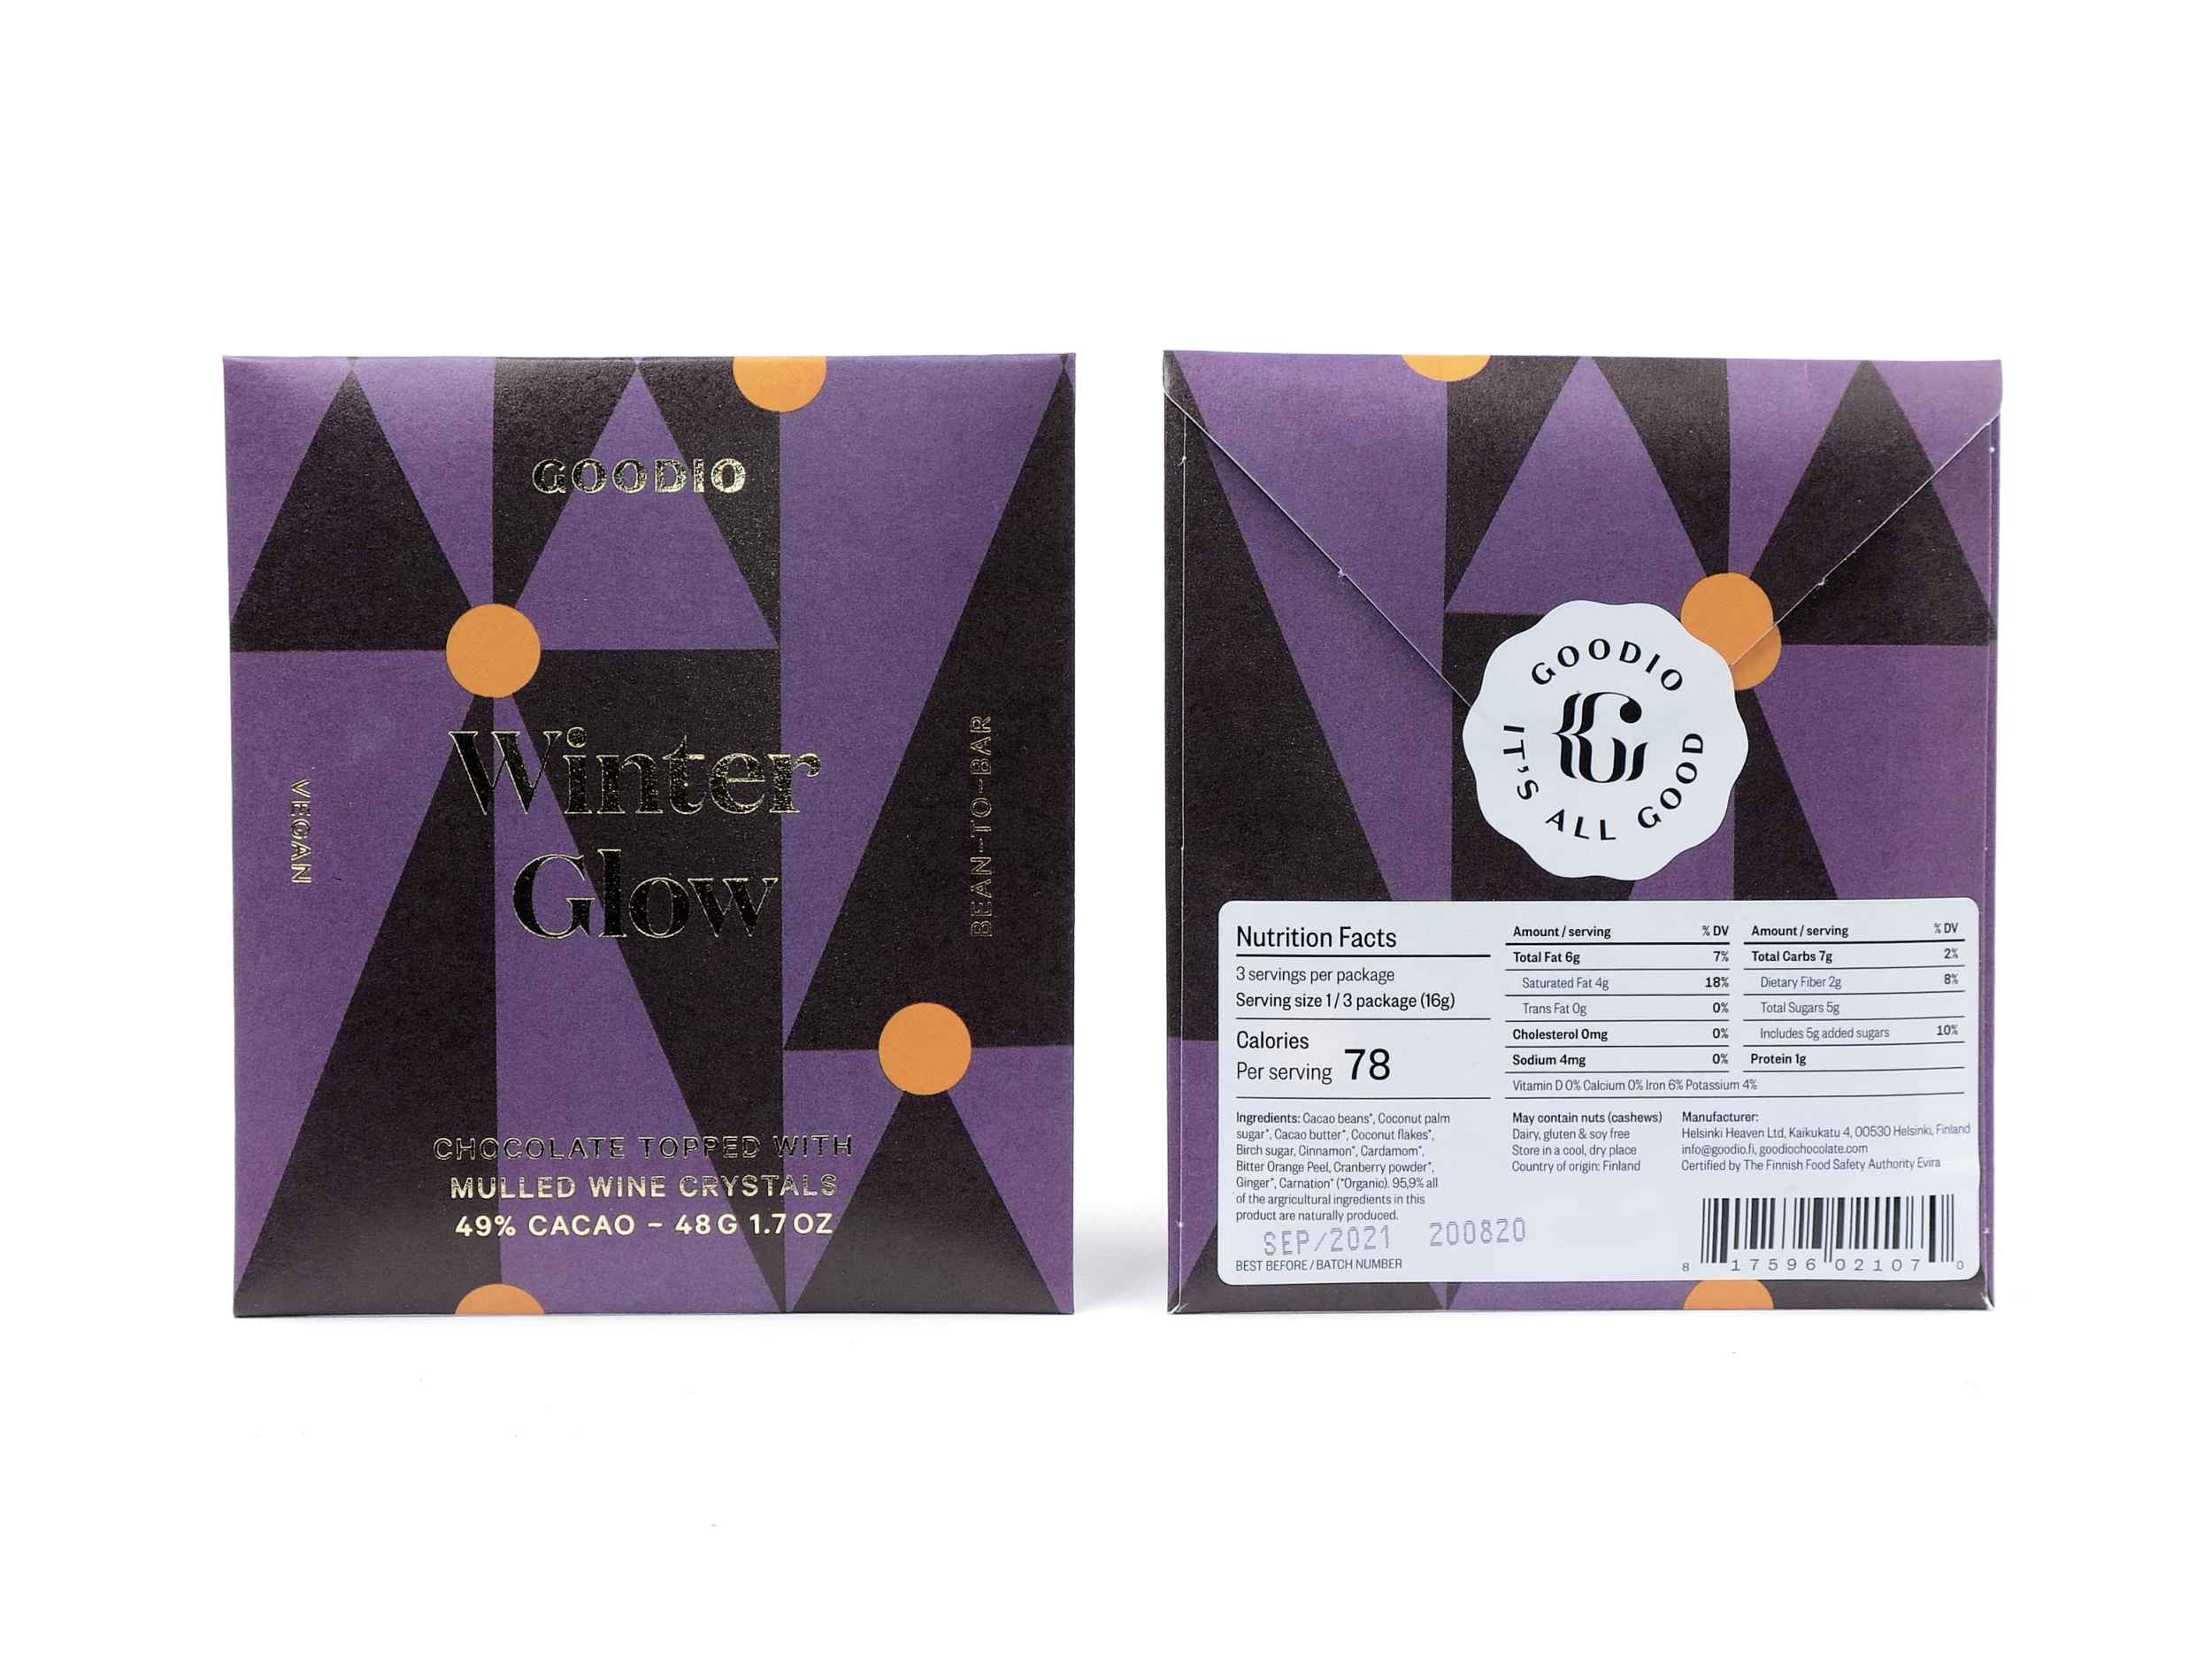 GOODIO
Winter
Glow
VEGAN
BEAN-TO-BAR
CHOCOLATE TOPPED WITH
MULLED WINE CRYSTALS
49% CACAO – 48G 1.7 OZ
GOODIO
G
IT'S ALL GOOD
Nutrition Facts
3 servings per package
Serving size 1 / 3 package (16g)
Calories
Per serving 78
Amount / serving % DV
Total Fat 6g 7%
Saturated Fat 4g 18%
Trans Fat 0g 0%
Cholesterol 0mg 0%
Sodium 4mg 0%
Amount / serving % DV
Total Carbs 7g 2%
Dietary Fiber 2g 8%
Total Sugars 5g
Includes 5g added sugars 10%
Protein 1g
Vitamin D 0% Calcium 0% Iron 6% Potassium 4%
Ingredients: Cacao beans*, Coconut palm
sugar*, Cacao butter*, Coconut flakes*,
Birch sugar, Cinnamon*, Cardamom*,
Bitter Orange Peel, Cranberry powder*,
Ginger*, Carnation* (*Organic). 95,9% all
of the argricultural ingredients in this
product are naturally produced.
SEP/2021 200820
BEST BEFORE / BATCH NUMBER
May contain nuts (cashews)
Dairy, gluten & soy free
Store in a cool, dry place
Country of origin: Finland
Manufacturer:
Helsinki Heaven Ltd, Kaikukatu 4, 00530 Helsinki, Finland
info@goodio.fi, goodiochocolate.com
Certified by The Finnish Food Safety Authority Evira
8 17596 02107 0